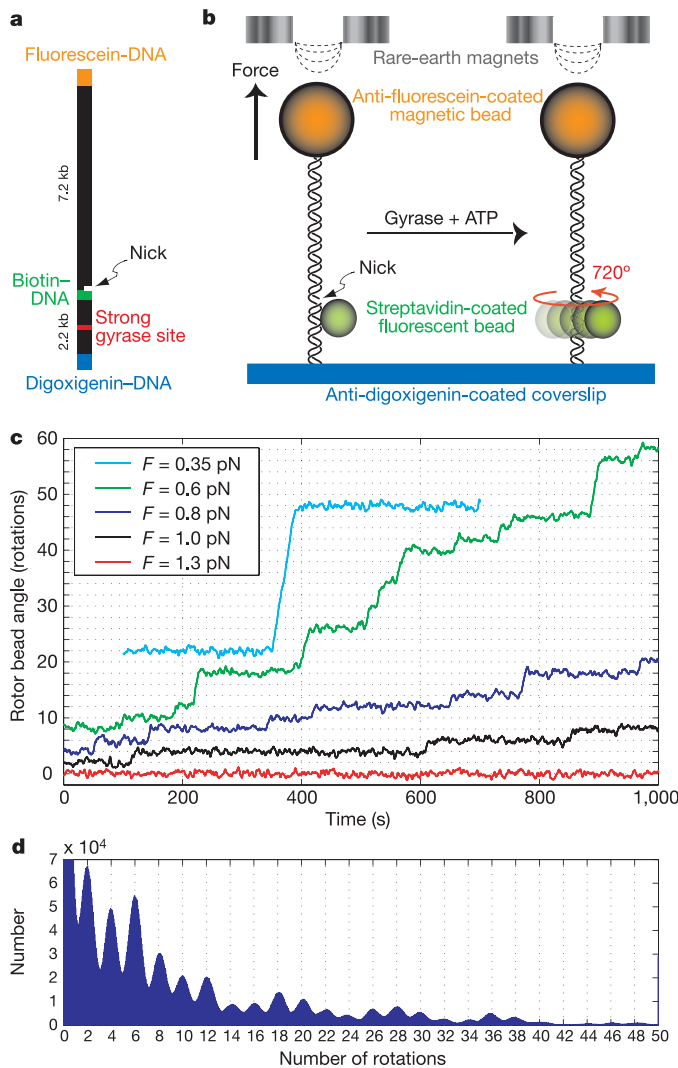 a
Fluorescein-DNA
7.2 kb
Nick
Biotin–
DNA
2.2 kb
Strong
gyrase site
Digoxigenin–DNA
b
Rare-earth magnets
Force
Anti-fluorescein-coated
magnetic bead
Gyrase + ATP
Nick
720º
Streptavidin-coated
fluorescent bead
Anti-digoxigenin-coated coverslip
c
Rotor bead angle (rotations)
60
50
40
30
20
10
0
F = 0.35 pN
F = 0.6 pN
F = 0.8 pN
F = 1.0 pN
F = 1.3 pN
0 200 400 600 800 1,000
Time (s)
d
x 10⁴
Number
7
6
5
4
3
2
1
0
0 2 4 6 8 10 12 14 16 18 20 22 24 26 28 30 32 34 36 38 40 42 44 46 48 50
Number of rotations